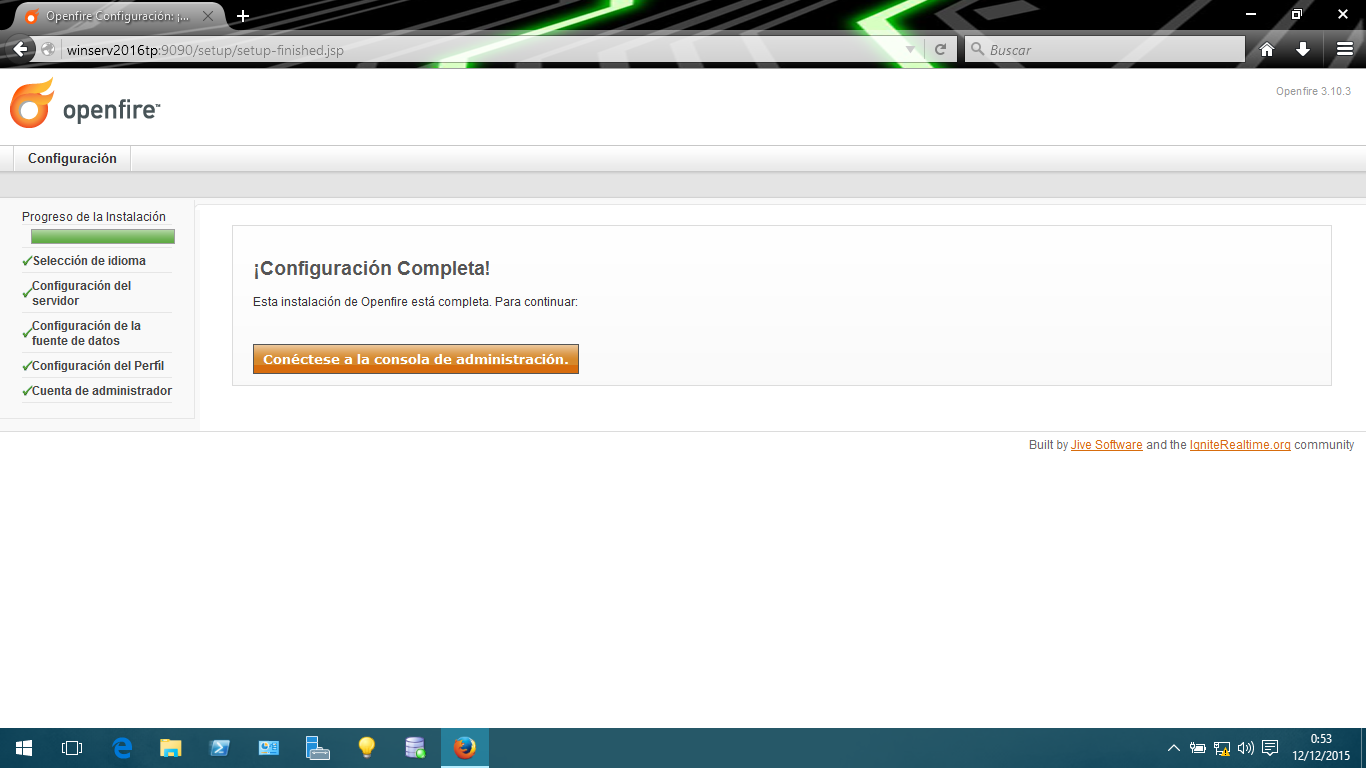 Openfire Configuración: ¡...
winserv2016tp:9090/setup/setup-finished.jsp
Buscar
openfire™
Openfire 3.10.3
Configuración
Progreso de la Instalación
Selección de idioma
Configuración del
servidor
Configuración de la
fuente de datos
Configuración del Perfil
Cuenta de administrador
¡Configuración Completa!
Esta instalación de Openfire está completa. Para continuar:
Conéctese a la consola de administración.
Built by Jive Software and the IgniteRealtime.org community
0:53
12/12/2015